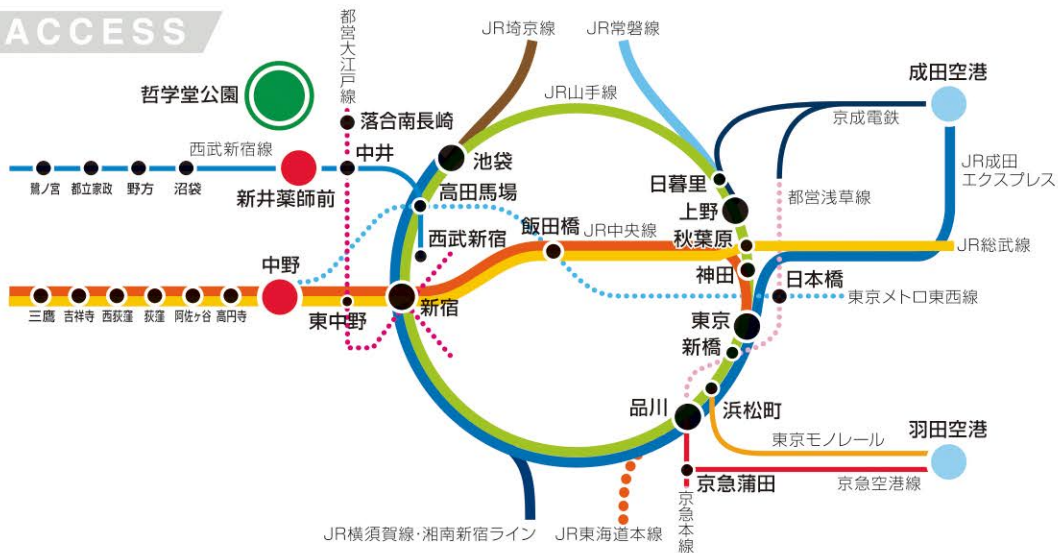 ACCESS
都営大江戸線
JR埼京線
JR常磐線
成田空港
哲学堂公園
JR山手線
京成電鉄
落合南長崎
西武新宿線
中井
池袋
JR成田
エクスプレス
日暮里
鷺ノ宮
都立家政
野方
沼袋
新井薬師前
高田馬場
都営浅草線
上野
飯田橋
JR中央線
秋葉原
西武新宿
JR総武線
中野
神田
日本橋
新宿
東京メトロ東西線
三鷹
吉祥寺
西荻窪
荻窪
阿佐ヶ谷
高円寺
東中野
東京
新橋
品川
浜松町
東京モノレール
羽田空港
京急蒲田
京急空港線
京急本線
JR横須賀線・湘南新宿ライン
JR東海道本線